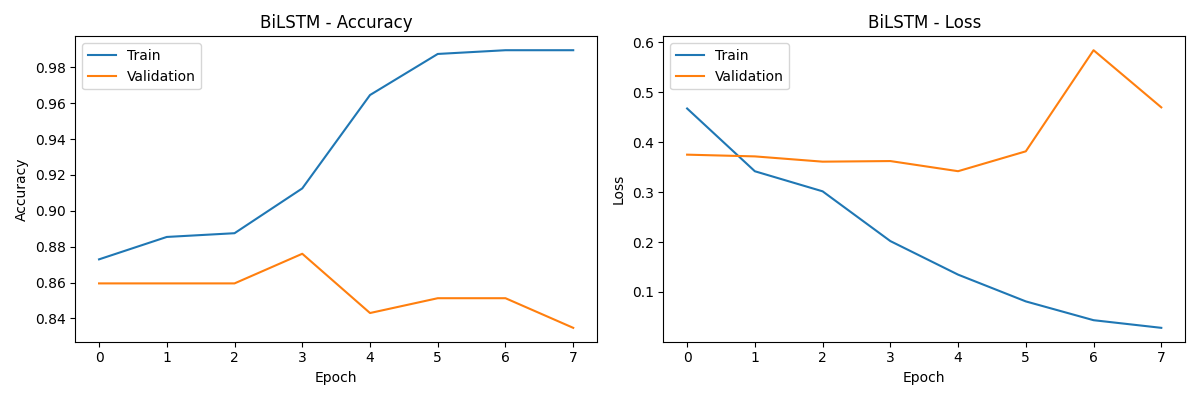 BiLSTM - Accuracy
Train
Validation
0.98
0.96
0.94
0.92
0.90
0.88
0.86
0.84
Accuracy
0 1 2 3 4 5 6 7
Epoch
BiLSTM - Loss
Train
Validation
0.6
0.5
0.4
0.3
0.2
0.1
Loss
0 1 2 3 4 5 6 7
Epoch